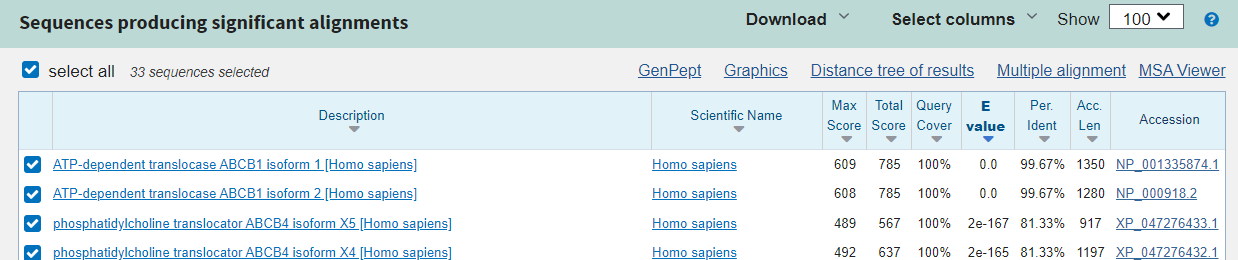 Sequences producing significant alignments Download Select columns Show 100 ?
select all 33 sequences selected GenPept Graphics Distance tree of results Multiple alignment MSA Viewer
Description Scientific Name Max Score Total Score Query Cover E value Per. Ident Acc. Len Accession
ATP-dependent translocase ABCB1 isoform 1 [Homo sapiens] Homo sapiens 609 785 100% 0.0 99.67% 1350 NP_001335874.1
ATP-dependent translocase ABCB1 isoform 2 [Homo sapiens] Homo sapiens 608 785 100% 0.0 99.67% 1280 NP_000918.2
phosphatidylcholine translocator ABCB4 isoform X5 [Homo sapiens] Homo sapiens 489 567 100% 2e-167 81.33% 917 XP_047276433.1
phosphatidylcholine translocator ABCB4 isoform X4 [Homo sapiens] Homo sapiens 492 637 100% 2e-165 81.33% 1197 XP_047276432.1